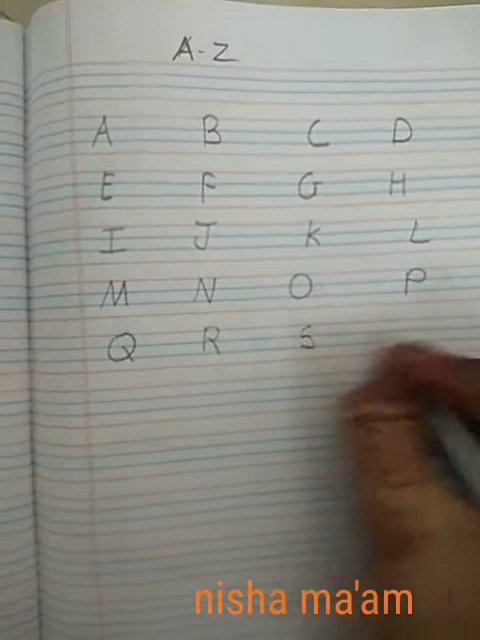 A-Z
A B C D
E F G H
I J K L
M N O P
Q R S
nisha ma'am